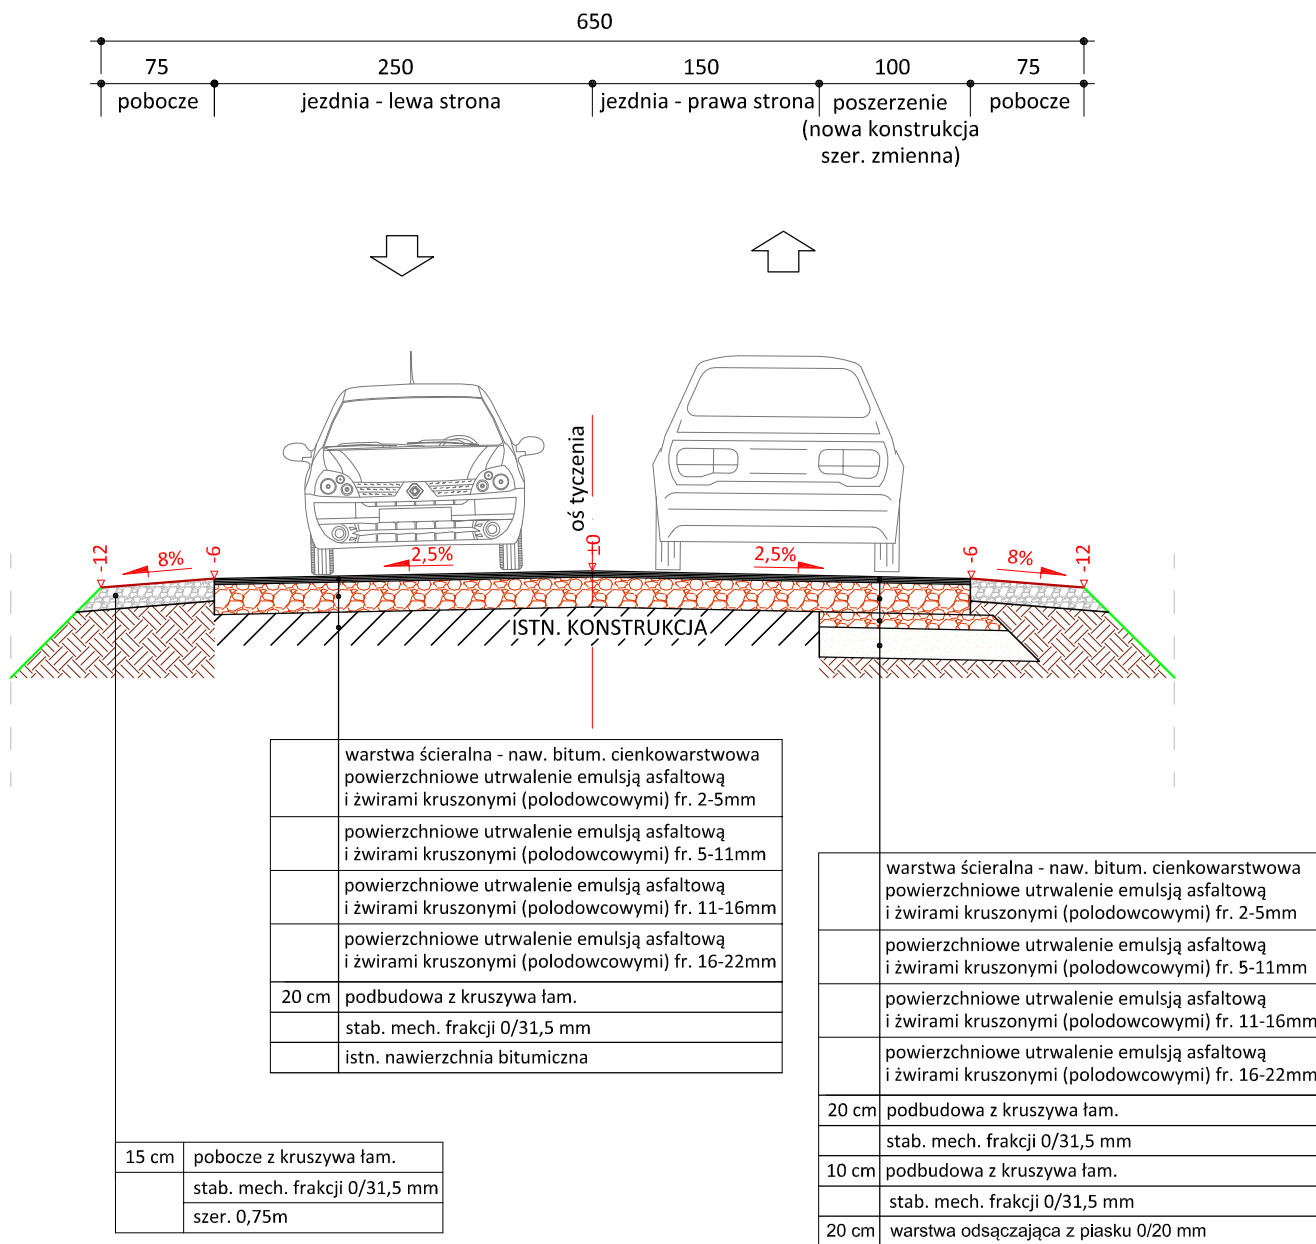 650
75
250
150
100
75
pobocze
jezdnia - lewa strona
jezdnia - prawa strona
poszerzenie
(nowa konstrukcja
szer. zmienna)
pobocze
oś tyczenia
-12
8%
-6
2,5%
±0
2,5%
-6
8%
-12
ISTN. KONSTRUKCJA
warstwa ścieralna - naw. bitum. cienkowarstwowa
powierzchniowe utrwalenie emulsją asfaltową
i żwirami kruszonymi (polodowcowymi) fr. 2-5mm
powierzchniowe utrwalenie emulsją asfaltową
i żwirami kruszonymi (polodowcowymi) fr. 5-11mm
powierzchniowe utrwalenie emulsją asfaltową
i żwirami kruszonymi (polodowcowymi) fr. 11-16mm
powierzchniowe utrwalenie emulsją asfaltową
i żwirami kruszonymi (polodowcowymi) fr. 16-22mm
20 cm podbudowa z kruszywa łam.
stab. mech. frakcji 0/31,5 mm
istn. nawierzchnia bitumiczna
warstwa ścieralna - naw. bitum. cienkowarstwowa
powierzchniowe utrwalenie emulsją asfaltową
i żwirami kruszonymi (polodowcowymi) fr. 2-5mm
powierzchniowe utrwalenie emulsją asfaltową
i żwirami kruszonymi (polodowcowymi) fr. 5-11mm
powierzchniowe utrwalenie emulsją asfaltową
i żwirami kruszonymi (polodowcowymi) fr. 11-16mm
powierzchniowe utrwalenie emulsją asfaltową
i żwirami kruszonymi (polodowcowymi) fr. 16-22mm
20 cm podbudowa z kruszywa łam.
stab. mech. frakcji 0/31,5 mm
10 cm podbudowa z kruszywa łam.
stab. mech. frakcji 0/31,5 mm
20 cm warstwa odsączająca z piasku 0/20 mm
15 cm pobocze z kruszywa łam.
stab. mech. frakcji 0/31,5 mm
szer. 0,75m